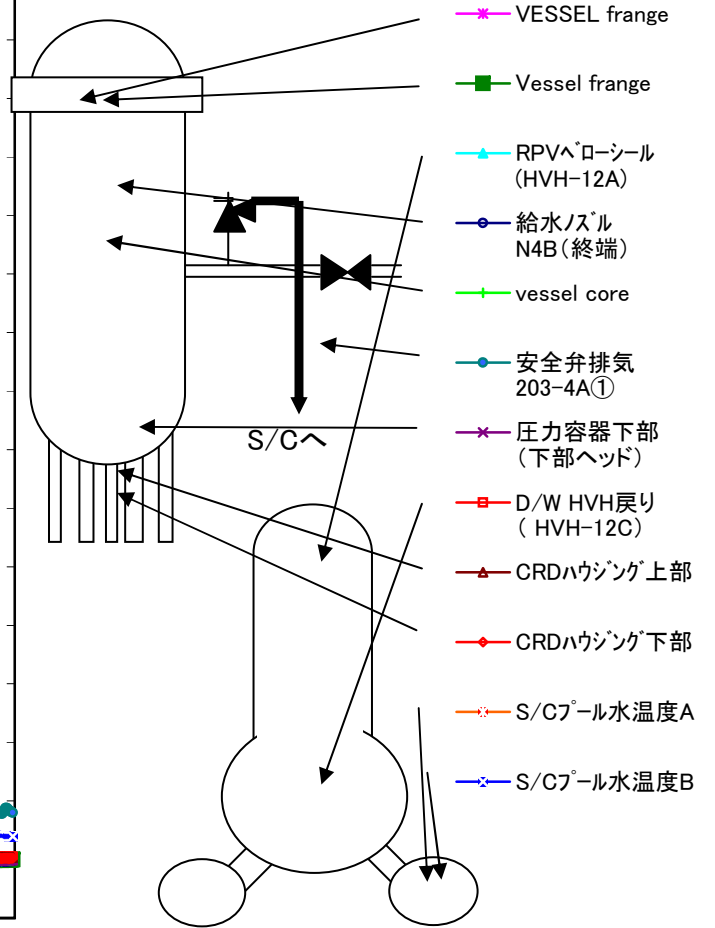 VESSEL frange
Vessel frange
RPVﾍﾞﾛｰｼｰﾙ
(HVH-12A)
給水ﾉｽﾞﾙ
N4B(終端)
vessel core
安全弁排気
203-4A①
圧力容器下部
(下部ヘッド)
D/W HVH戻り
( HVH-12C)
CRDﾊｳｼﾞﾝｸﾞ上部
CRDﾊｳｼﾞﾝｸﾞ下部
S/Cﾌﾟｰﾙ水温度A
S/Cﾌﾟｰﾙ水温度B
S/Cへ